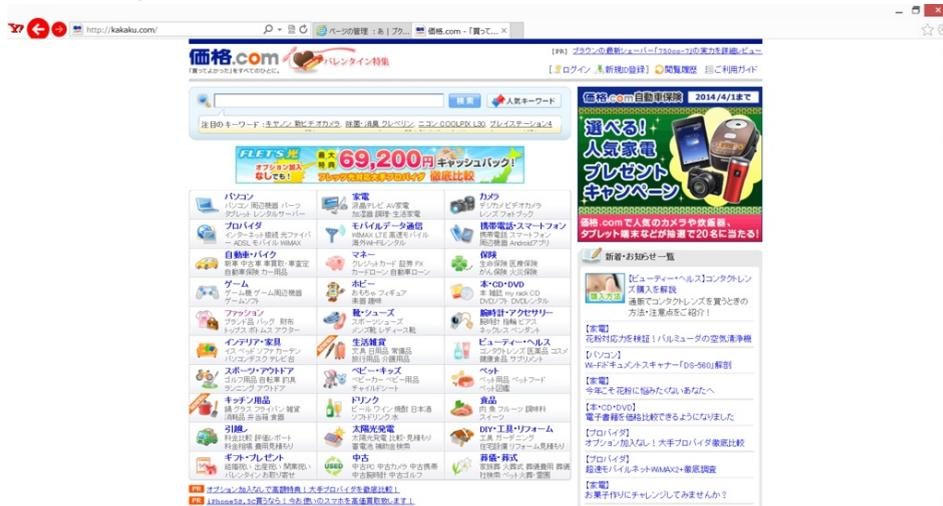 http://kakaku.com/
ページの管理 : あ | ブク...
価格.com - 「買って...
価格.com
「買ってよかった」をすべてのひとに。
バレンタイン特集
[PR] ブラウンの最新シェーバー「750cc-7」の実力を詳細レビュー
[ ログイン 新規ID登録 ] 閲覧履歴 ご利用ガイド
検索
人気キーワード
注目のキーワード : キヤノン 動ビデオカメラ, 除菌・消臭 クレベリン, ニコン COOLPIX L30, プレイステーション4
FLET'S光
オプション加入
なしでも!
最大特典 69,200円キャッシュバック!
フレッツ光対応大手プロバイダ 徹底比較
パソコン
パソコン 周辺機器 パーツ
タブレット レンタルサーバー
家電
液晶テレビ AV家電
加湿器 調理・生活家電
カメラ
デジカメ ビデオカメラ
レンズ フォトブック
プロバイダ
インターネット接続 光ファイバー ADSL モバイル WiMAX
モバイルデータ通信
WiMAX LTE 高速モバイル
海外Wi-Fiレンタル
携帯電話・スマートフォン
携帯電話 スマートフォン
周辺機器 Androidアプリ
自動車・バイク
新車 中古車 車買取・車査定
自動車保険 カー用品
マネー
クレジットカード 証券 FX
カードローン 自動車ローン
保険
生命保険 医療保険
がん保険 火災保険
ゲーム
ゲーム機 ゲーム周辺機器
ゲームソフト
ホビー
おもちゃ フィギュア
楽器 趣味
本・CD・DVD
本 雑誌 my rack CD
DVDソフト DVDレンタル
ファッション
ブランド品 バッグ 財布
トップス ボトムス アウター
靴・シューズ
スポーツシューズ
メンズ靴 レディース靴
腕時計・アクセサリー
腕時計 指輪 ピアス
ネックレス ペンダント
インテリア・家具
イス ベッド ソファ カーテン
パソコンデスク テレビ台
生活雑貨
文具 日用品 常備品
旅行用品 介護用品
ビューティー・ヘルス
コンタクトレンズ 医薬品 コスメ
健康食品 サプリメント
スポーツ・アウトドア
ゴルフ用品 自転車 釣具
ランニング アウトドア
ベビー・キッズ
ベビーカー ベビー用品
チャイルドシート
ペット
ペット用品 ペットフード
ペット図鑑
キッチン用品
鍋 グラス フライパン 雑貨
消耗品 弁当箱 食器
ドリンク
ビール ワイン 焼酎 日本酒
ソフトドリンク 水
食品
肉 魚 フルーツ 調味料
スイーツ
引越し
料金比較 評価レポート
料金相場 費用見積もり
太陽光発電
太陽光発電 比較・見積もり
蓄電池 補助金検索
DIY・工具・リフォーム
工具 ガーデニング
住宅設備 リフォーム見積もり
ギフト・プレゼント
結婚祝い 出産祝い 開業祝い
バレンタイン お取り寄せ
USED
中古
中古PC 中古カメラ 中古携帯
中古腕時計 中古ゴルフ
葬儀・葬式
家族葬 火葬式 葬儀費用 葬儀社検索 ペット火葬・霊園
PR オプション加入なしで高額特典!大手プロバイダを徹底比較!
PR iPhone5S,5C買うなら!今お使いのスマホを高価買取致します!
価格.com自動車保険 2014/4/1まで
選べる!
人気家電
プレゼント
キャンペーン
価格.comで人気のカメラや炊飯器、
タブレット端末などが抽選で20名に当たる!
新着・お知らせ一覧
購入方法
【ビューティー・ヘルス】コンタクトレンズ購入を解説
通販でコンタクトレンズを買うときの方法・注意点をご紹介!
【家電】
花粉対応力を検証!バルミューダの空気清浄機
【パソコン】
Wi-Fiドキュメントスキャナー「DS-560」解剖
【家電】
今年こそ花粉に悩みたくないあなたへ
【本・CD・DVD】
電子書籍を価格比較できるようになりました
【プロバイダ】
オプション加入なし!大手プロバイダ徹底比較
【プロバイダ】
超速モバイルネットWiMAX2+徹底調査
【家電】
お菓子作りにチャレンジしてみませんか?